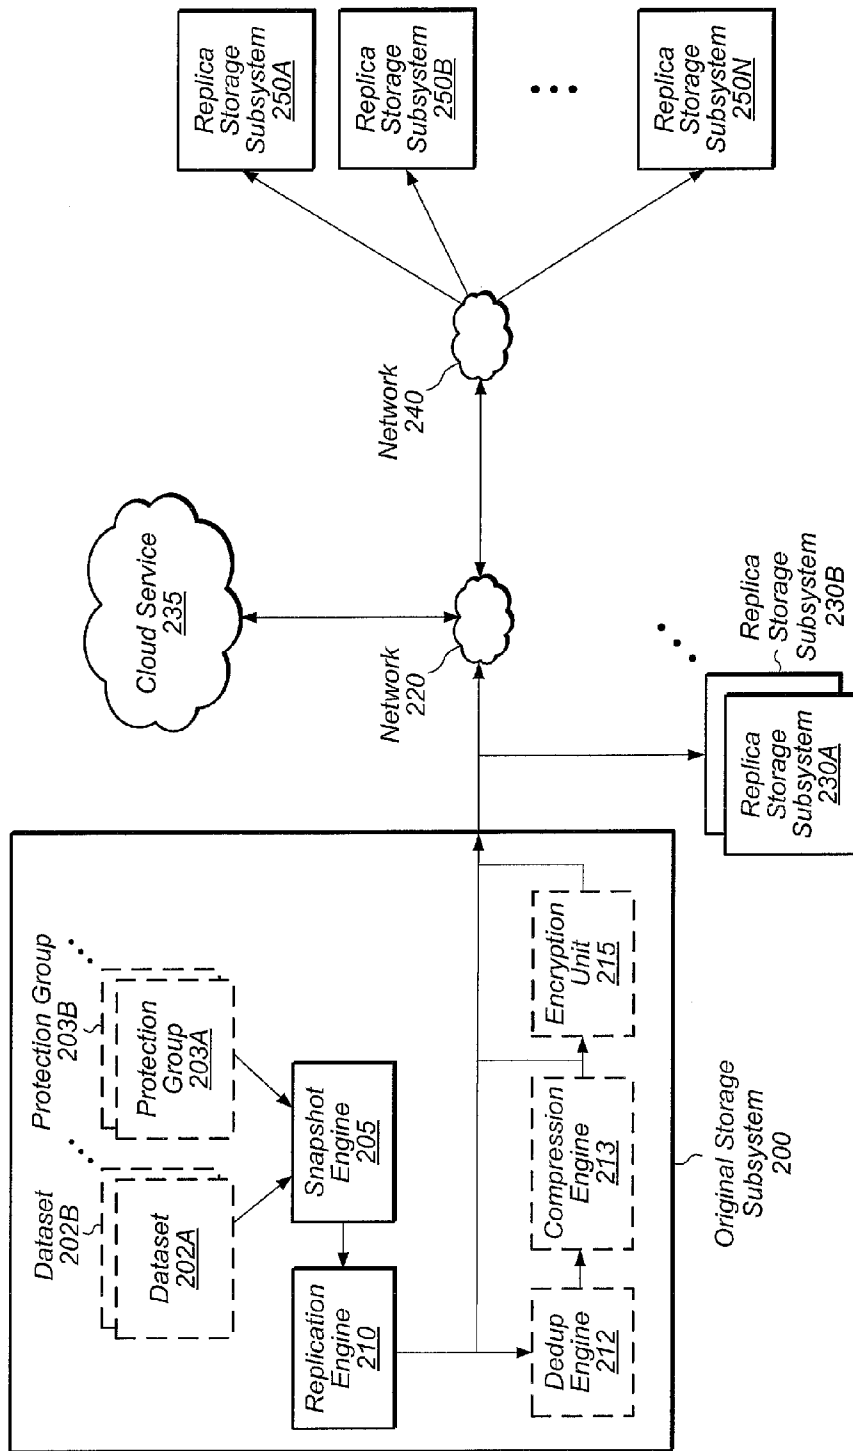 Dataset
202B
Dataset
202A
Protection Group
203B
Protection
Group
203A
Snapshot
Engine
205
Replication
Engine
210
Dedup
Engine
212
Compression
Engine
213
Encryption
Unit
215
Original Storage
Subsystem
200
Cloud Service
235
Network
220
Network
240
Replica
Storage
Subsystem
230B
Replica
Storage
Subsystem
230A
Replica
Storage
Subsystem
250A
Replica
Storage
Subsystem
250B
Replica
Storage
Subsystem
250N